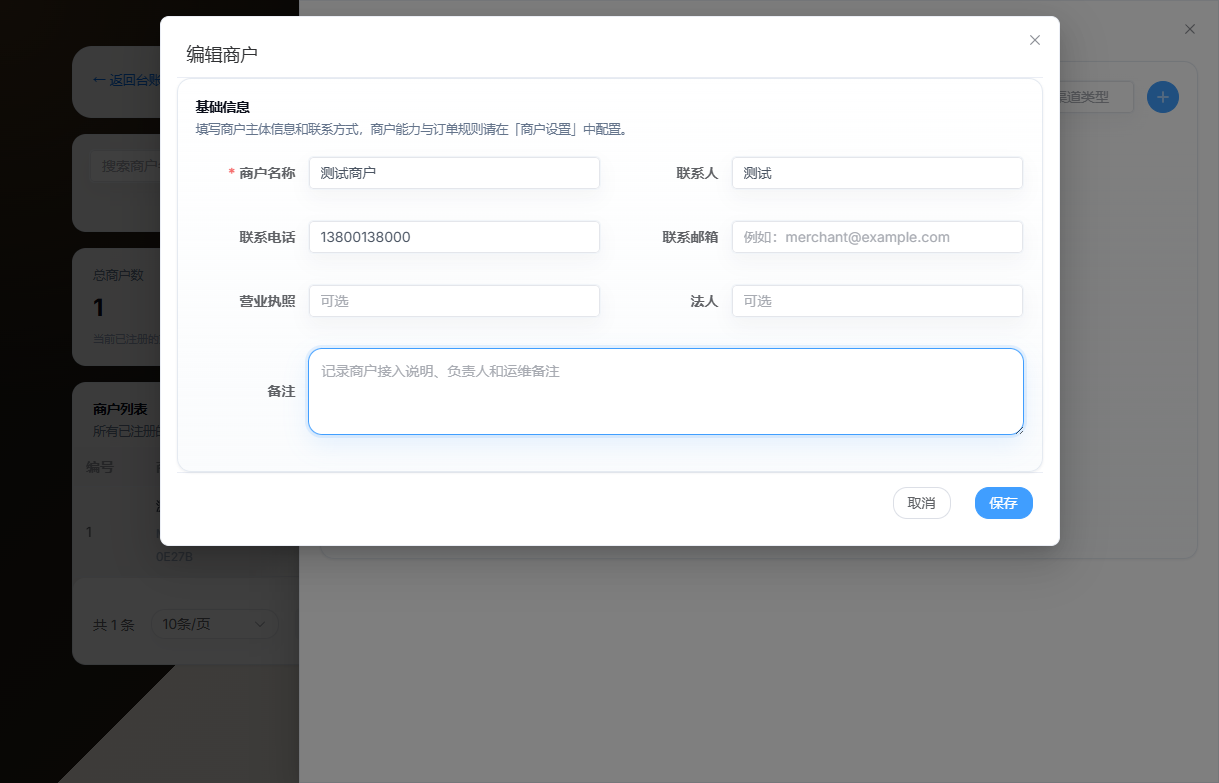 编辑商户
← 返回台账
渠道类型
基础信息
填写商户主体信息和联系方式，商户能力与订单规则请在「商户设置」中配置。
搜索商户
* 商户名称 测试商户 联系人 测试
联系电话 13800138000 联系邮箱 例如：merchant@example.com
总商户数
1
营业执照 可选 法人 可选
当前已注册的
备注 记录商户接入说明、负责人和运维备注
商户列表
所有已注册的
编号
取消 保存
1
0E27B
共 1 条 10条/页